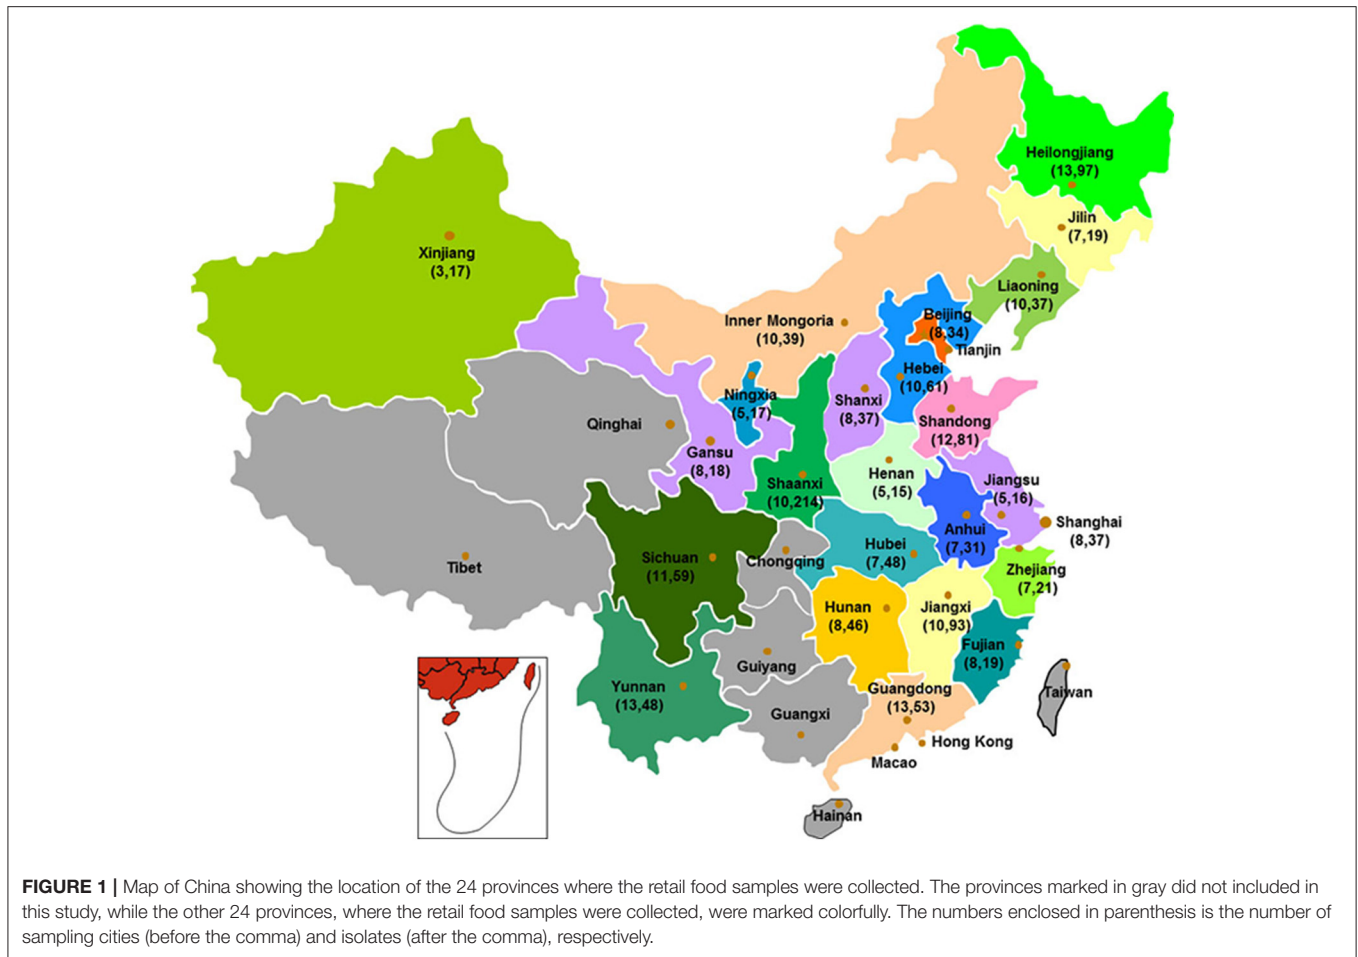 Heilongjiang
(13,97)
Jilin
(7,19)
Xinjiang
(3,17)
Liaoning
(10,37)
Inner Mongoria
(10,39)
Beijing
(8,34)
Tianjin
Hebei
(10,61)
Ningxia
(5,17)
Shanxi
(8,37)
Shandong
(12,81)
Qinghai
Gansu
(8,18)
Shaanxi
(10,214)
Henan
(5,15)
Jiangsu
(5,16)
Anhui
(7,31)
Shanghai
(8,37)
Tibet
Sichuan
(11,59)
Chongqing
Hubei
(7,48)
Zhejiang
(7,21)
Hunan
(8,46)
Jiangxi
(10,93)
Fujian
(8,19)
Guiyang
Yunnan
(13,48)
Guangxi
Guangdong
(13,53)
Taiwan
Hong Kong
Macao
Hainan
FIGURE 1 | Map of China showing the location of the 24 provinces where the retail food samples were collected. The provinces marked in gray did not included in
this study, while the other 24 provinces, where the retail food samples were collected, were marked colorfully. The numbers enclosed in parenthesis is the number of
sampling cities (before the comma) and isolates (after the comma), respectively.